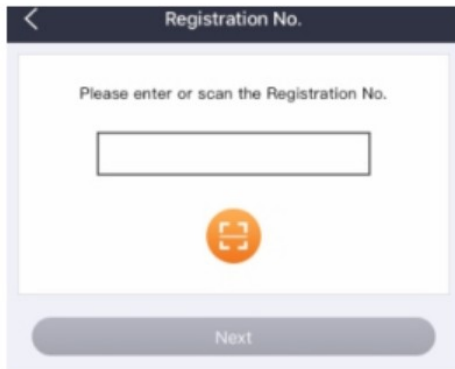 Registration No.
Please enter or scan the Registration No.
Next